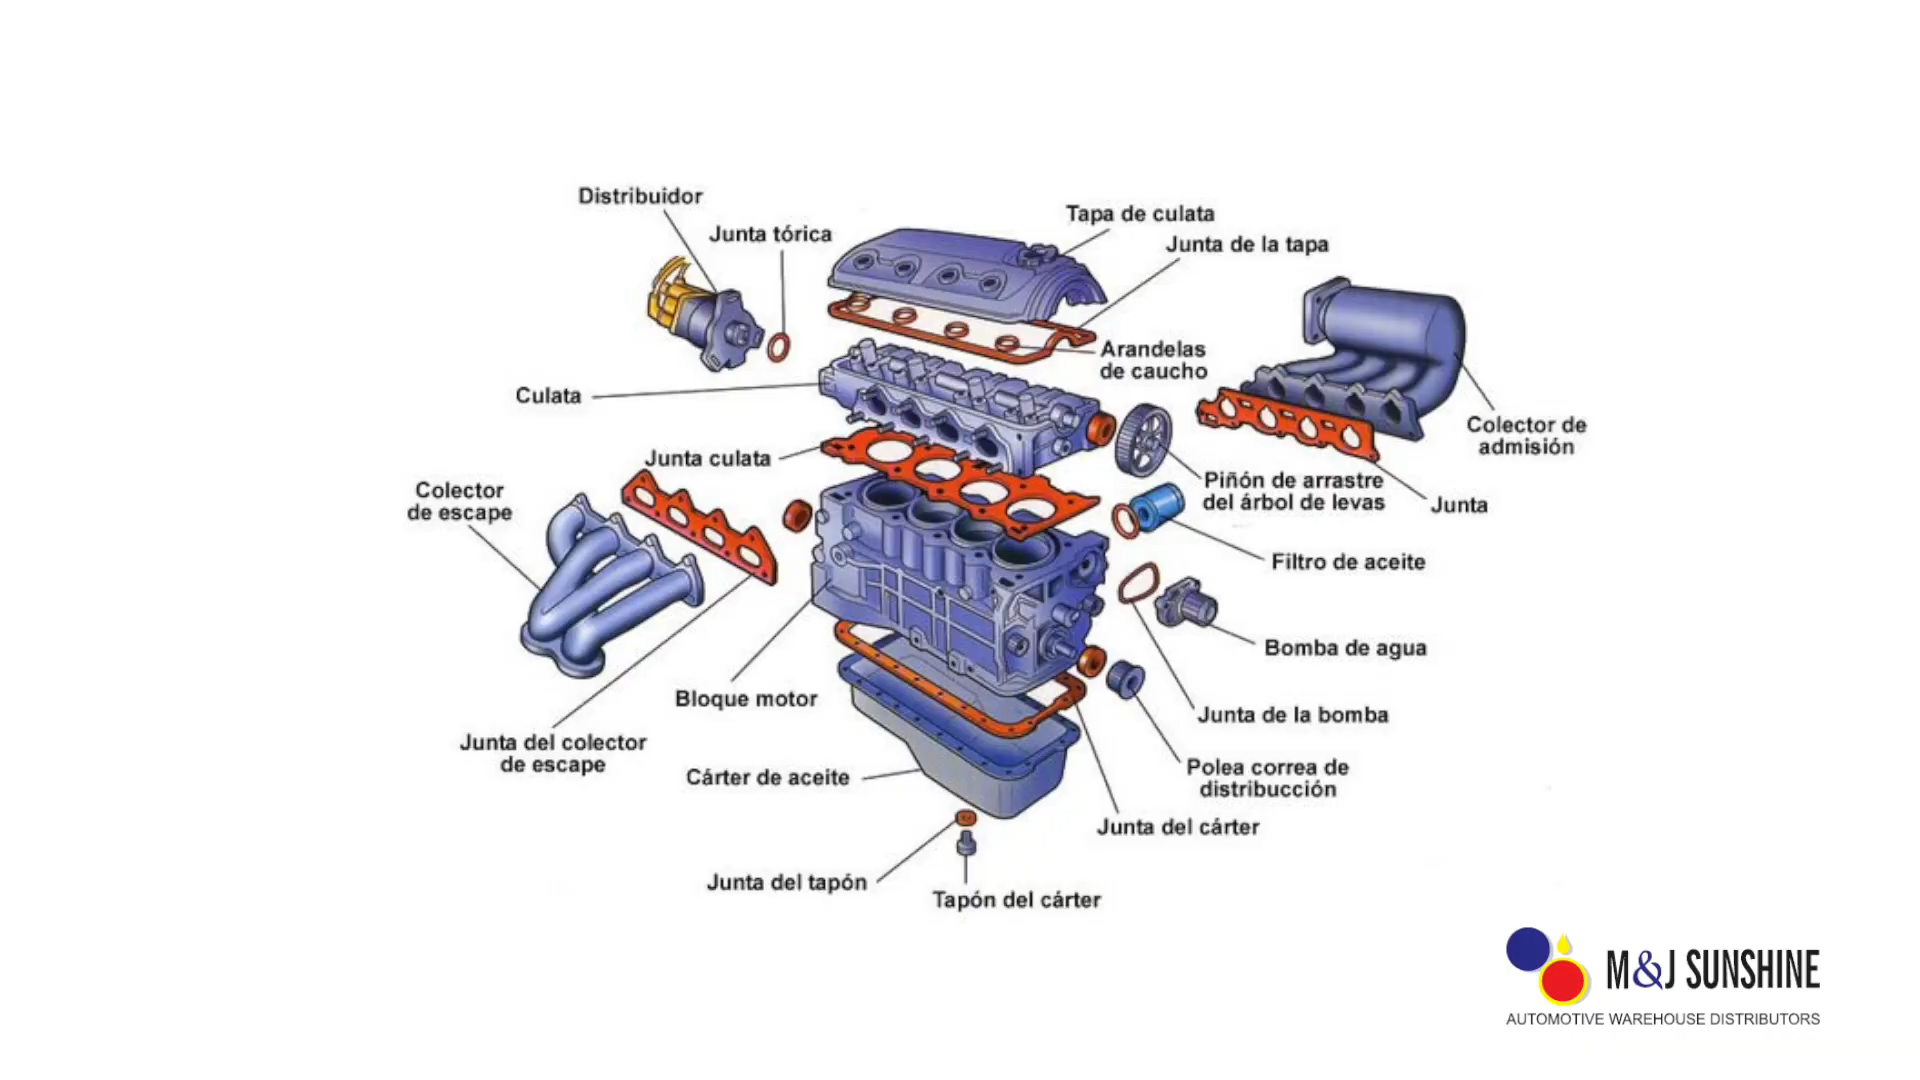 Distribuidor
Junta tórica
Tapa de culata
Junta de la tapa
Arandelas
de caucho
Culata
Colector de
admisión
Junta culata
Piñón de arrastre
del árbol de levas
Junta
Colector
de escape
Filtro de aceite
Bomba de agua
Bloque motor
Junta de la bomba
Junta del colector
de escape
Cárter de aceite
Polea correa de
distribucción
Junta del cárter
Junta del tapón
Tapón del cárter
M&J SUNSHINE
AUTOMOTIVE WAREHOUSE DISTRIBUTORS